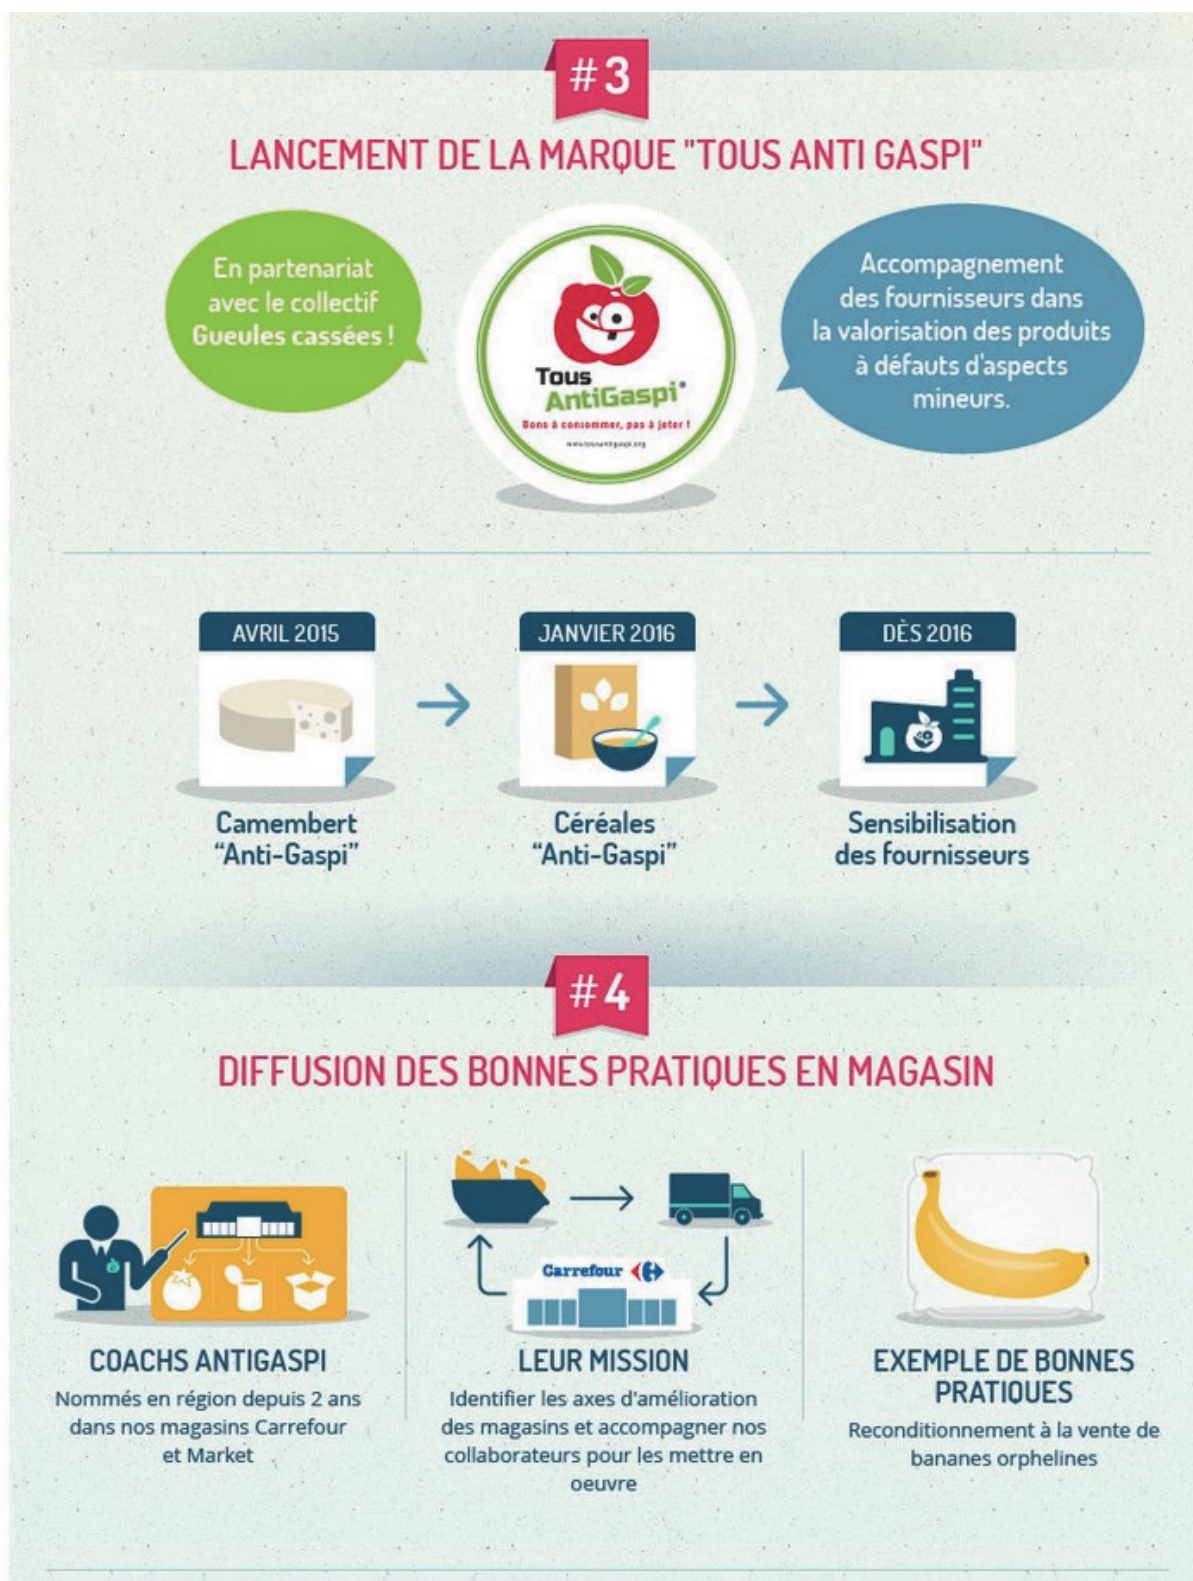 #3
LANCEMENT DE LA MARQUE "TOUS ANTI GASPI"
En partenariat
avec le collectif
Gueules cassées !
Tous
AntiGaspi®
Bons à consommer, pas à jeter !
www.tousantigaspi.org
Accompagnement
des fournisseurs dans
la valorisation des produits
à défauts d'aspects
mineurs.
AVRIL 2015
Camembert
“Anti-Gaspi”
JANVIER 2016
Céréales
“Anti-Gaspi”
DÈS 2016
Sensibilisation
des fournisseurs
#4
DIFFUSION DES BONNES PRATIQUES EN MAGASIN
COACHS ANTIGASPI
Nommés en région depuis 2 ans
dans nos magasins Carrefour
et Market
Carrefour
LEUR MISSION
Identifier les axes d'amélioration
des magasins et accompagner nos
collaborateurs pour les mettre en
oeuvre
EXEMPLE DE BONNES
PRATIQUES
Reconditionnement à la vente de
bananes orphelines